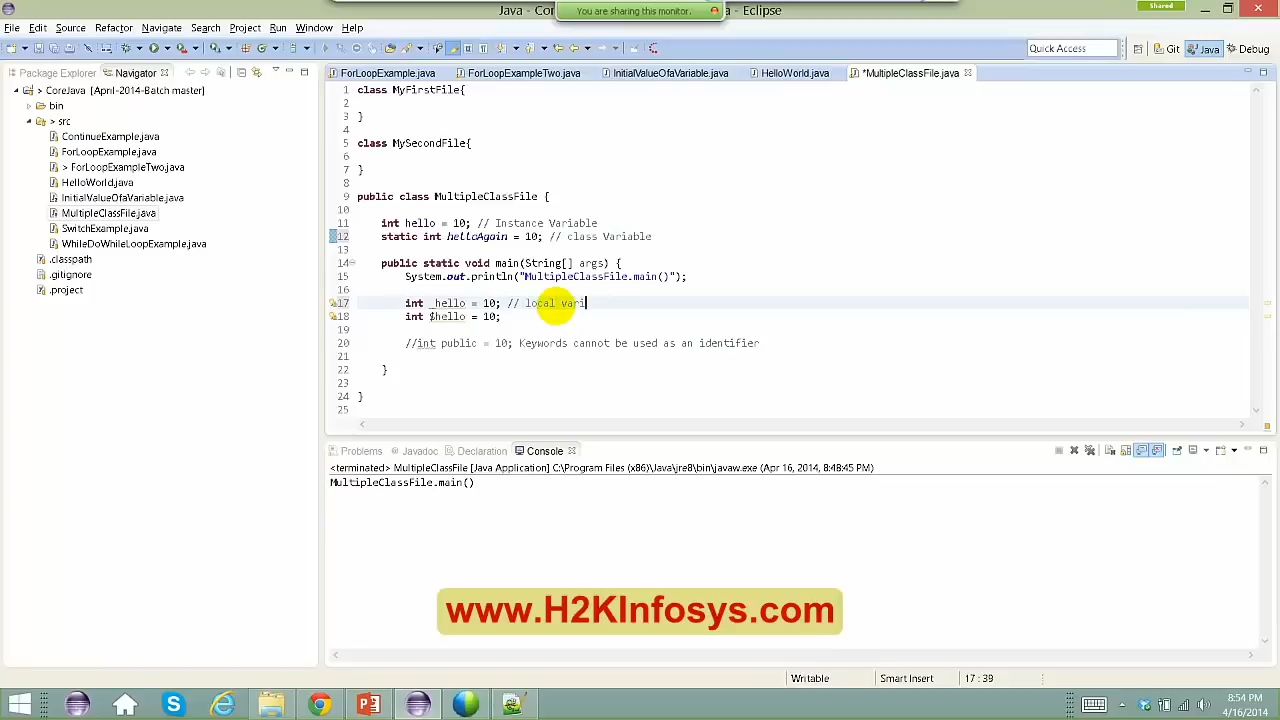 Java - Co
You are sharing this monitor.
a - Eclipse
Shared
File Edit Source Refactor Navigate Search Project Run Window Help
Quick Access
Git
Java
Debug
Package Explorer
Navigator
ForLoopExample.java
ForLoopExampleTwo.java
InitialValueOfaVariable.java
HelloWorld.java
*MultipleClassFile.java
> CoreJava [April-2014-Batch master]
bin
> src
ContinueExample.java
ForLoopExample.java
> ForLoopExampleTwo.java
HelloWorld.java
InitialValueOfaVariable.java
MultipleClassFile.java
SwitchExample.java
WhileDoWhileLoopExample.java
.classpath
.gitignore
.project
1 class MyFirstFile{
2
3 }
4
5 class MySecondFile{
6
7 }
8
9 public class MultipleClassFile {
10
11 int hello = 10; // Instance Variable
12 static int helloAgain = 10; // class Variable
13
14 public static void main(String[] args) {
15 System.out.println("MultipleClassFile.main()");
16
17 int _hello = 10; // local vari
18 int $hello = 10;
19
20 //int public = 10; Keywords cannot be used as an identifier
21
22 }
23
24 }
25
Problems
Javadoc
Declaration
Console
<terminated> MultipleClassFile [Java Application] C:\Program Files (x86)\Java\jre8\bin\javaw.exe (Apr 16, 2014, 8:48:45 PM)
MultipleClassFile.main()
www.H2KInfosys.com
Writable
Smart Insert
17 : 39
8:54 PM
4/16/2014